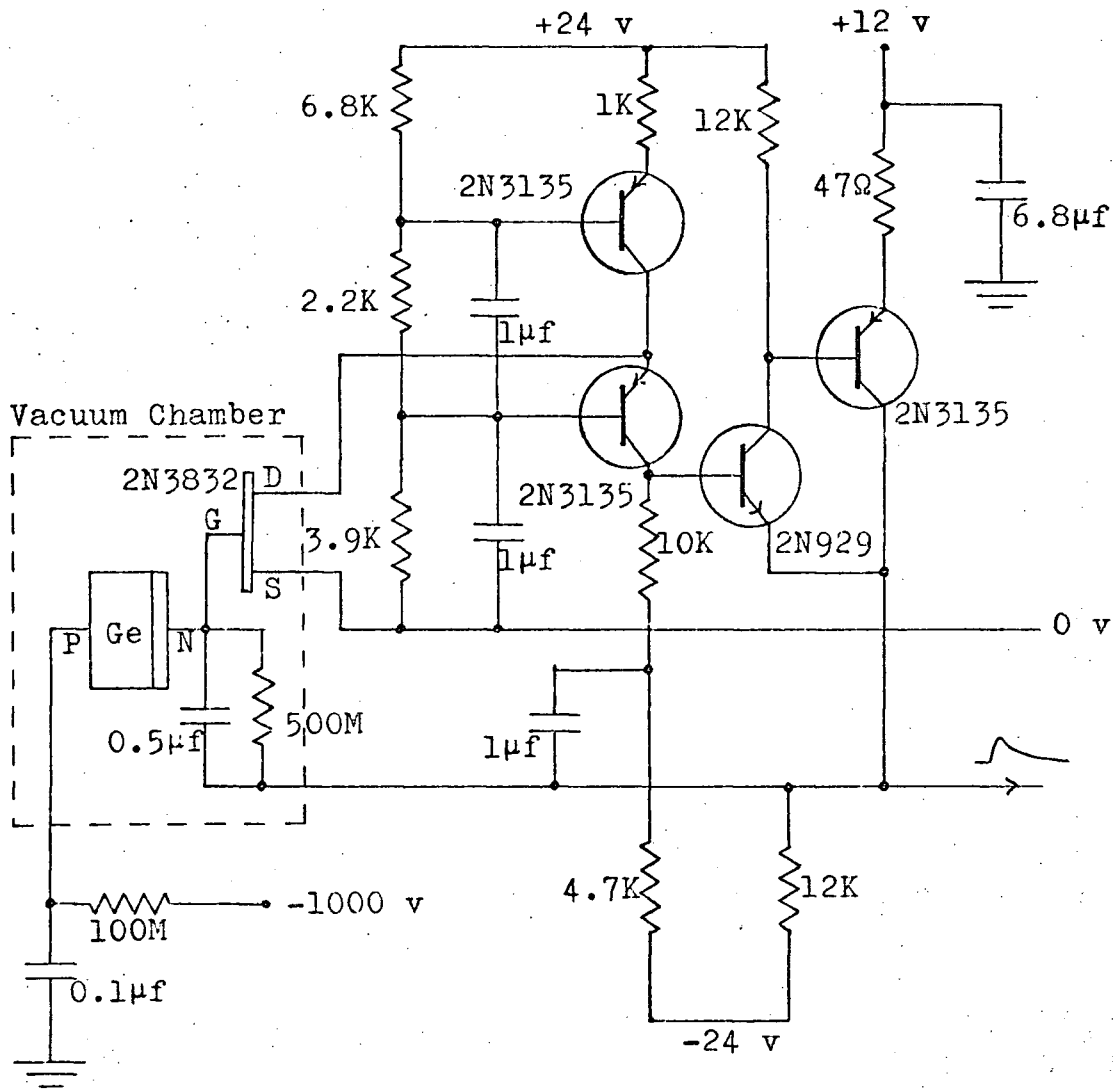 +24 v
+12 v
6.8K
1K
12K
47Ω
2N3135
6.8µf
2.2K
1µf
2N3135
Vacuum Chamber
2N3832
D
G
S
3.9K
1µf
2N3135
10K
2N929
P
Ge
N
0 v
0.5µf
500M
1µf
4.7K
12K
-1000 v
100M
0.1µf
-24 v